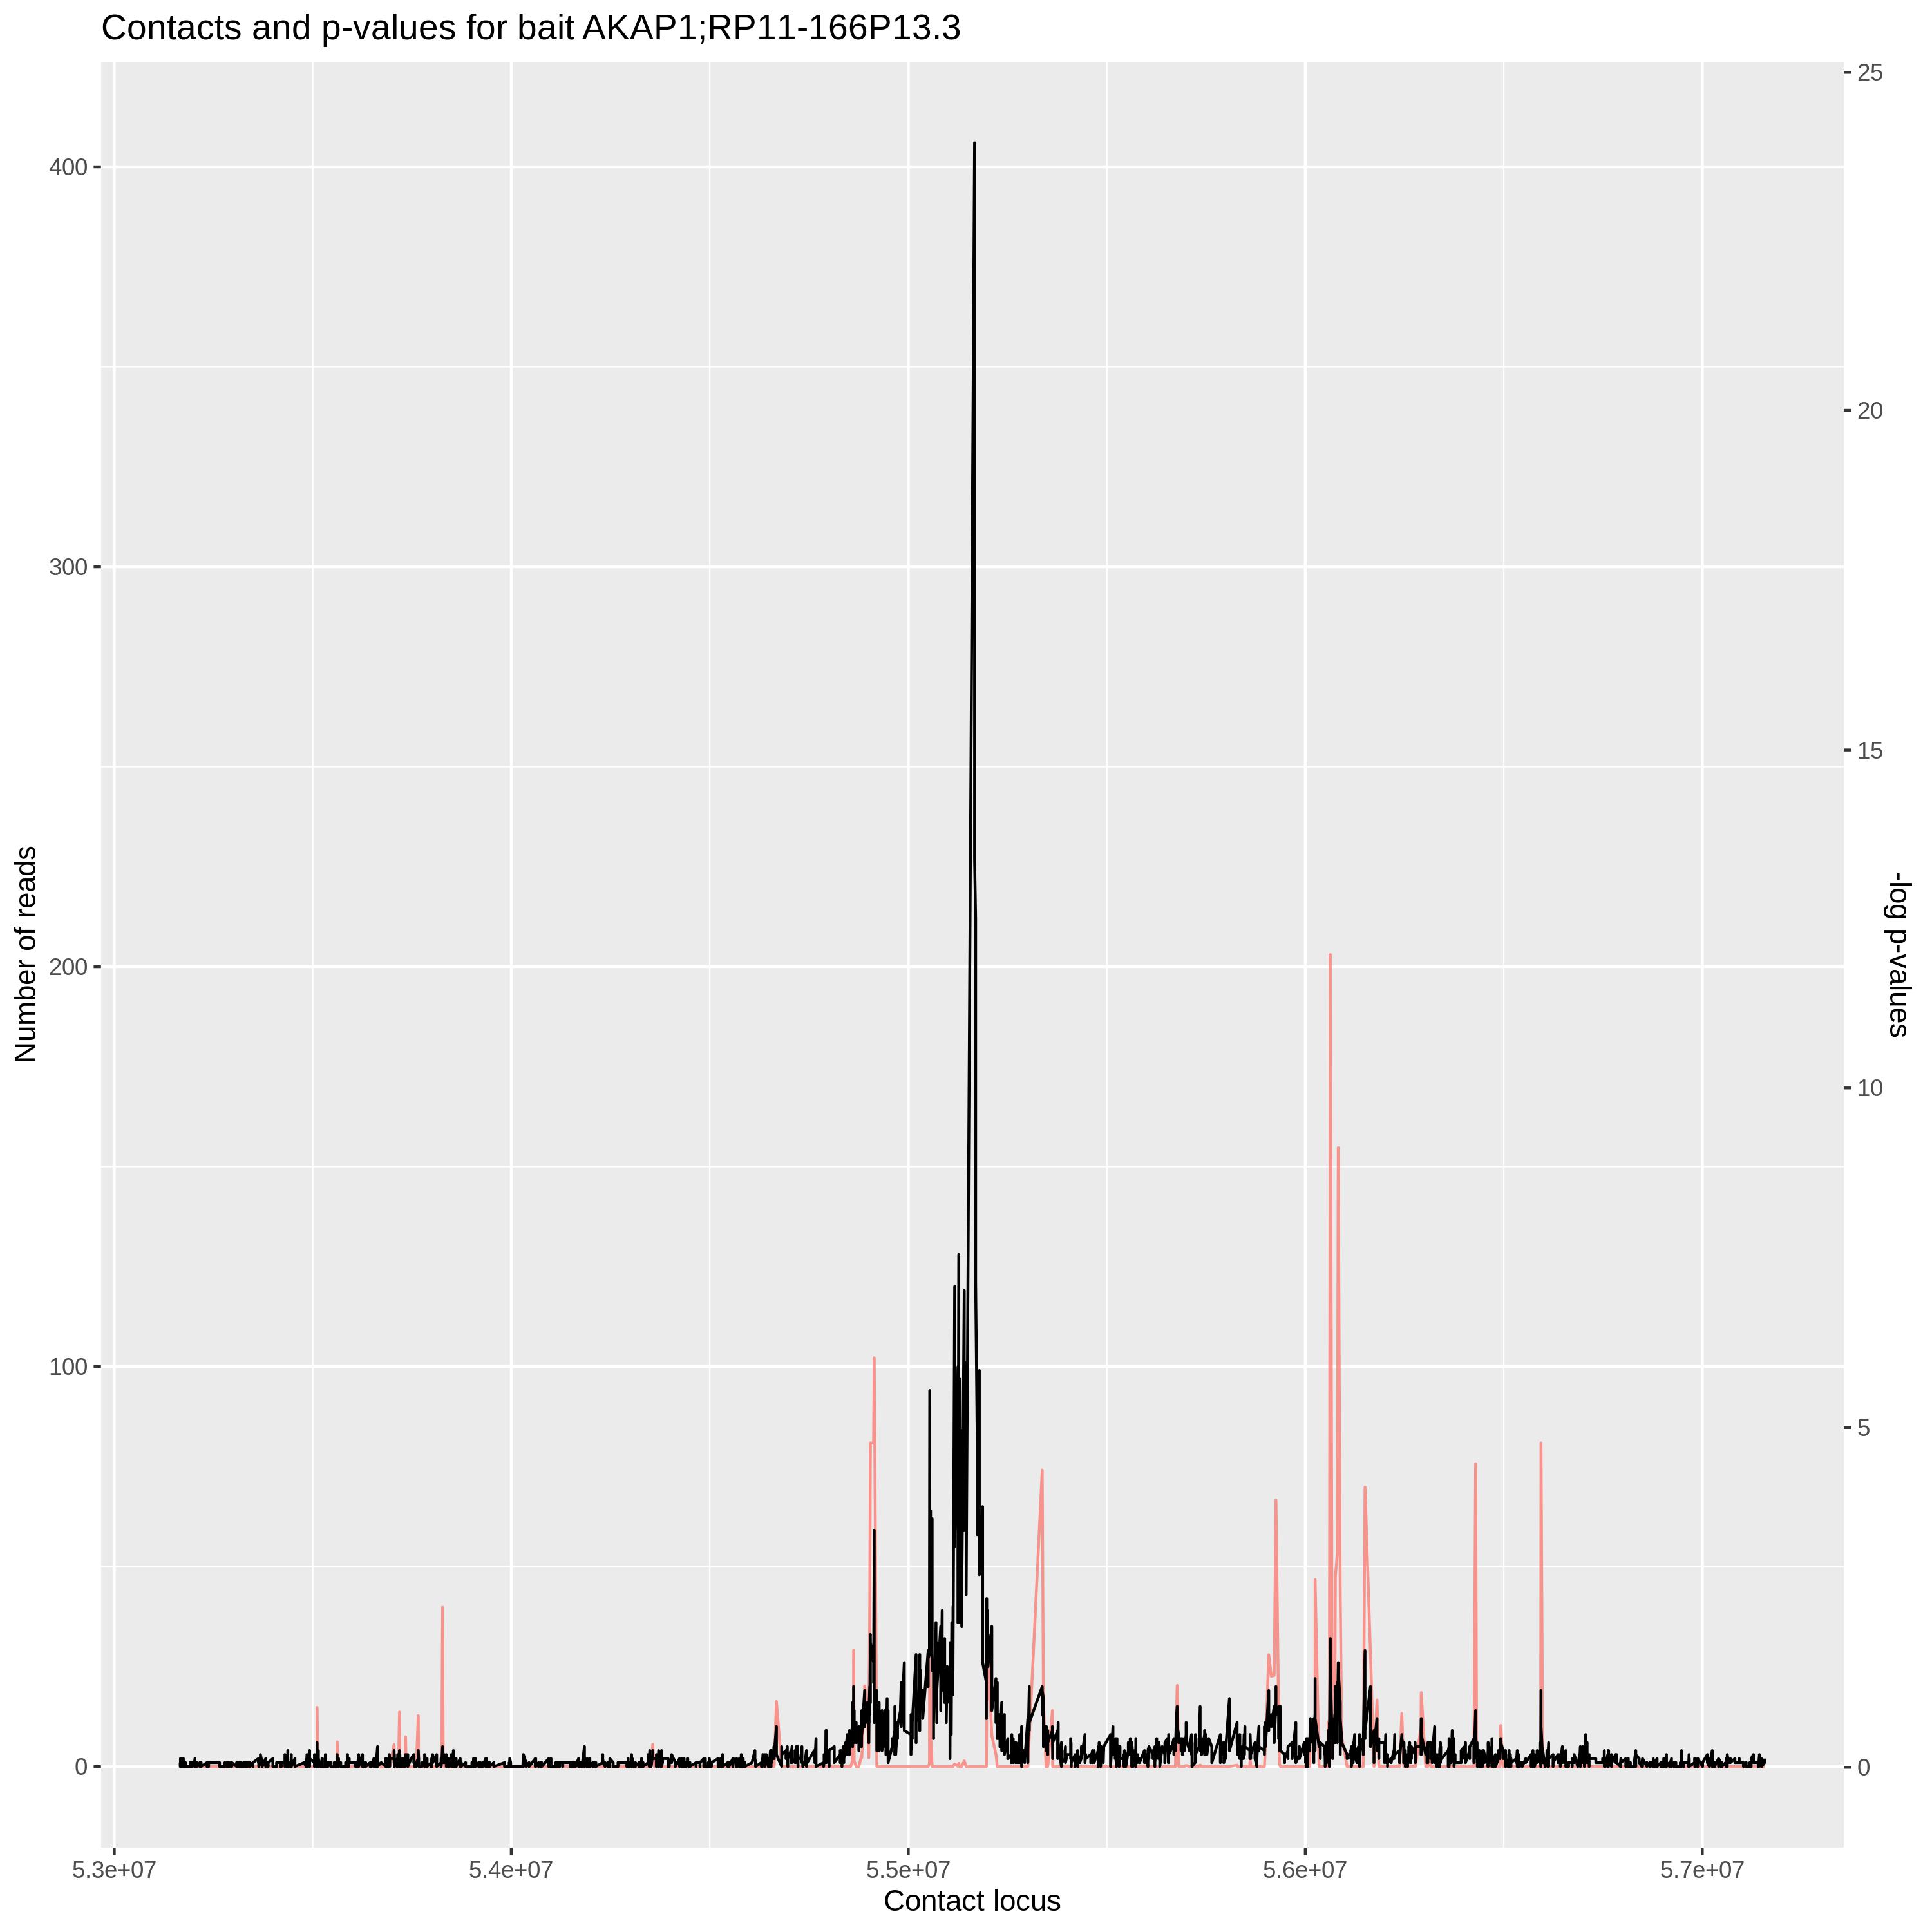 Contacts and p-values for bait AKAP1;RP11-166P13.3
25
400
20
300
15
Number of reads
-log p-values
200
10
100
5
0
0
5.3e+07
5.4e+07
5.5e+07
5.6e+07
5.7e+07
Contact locus